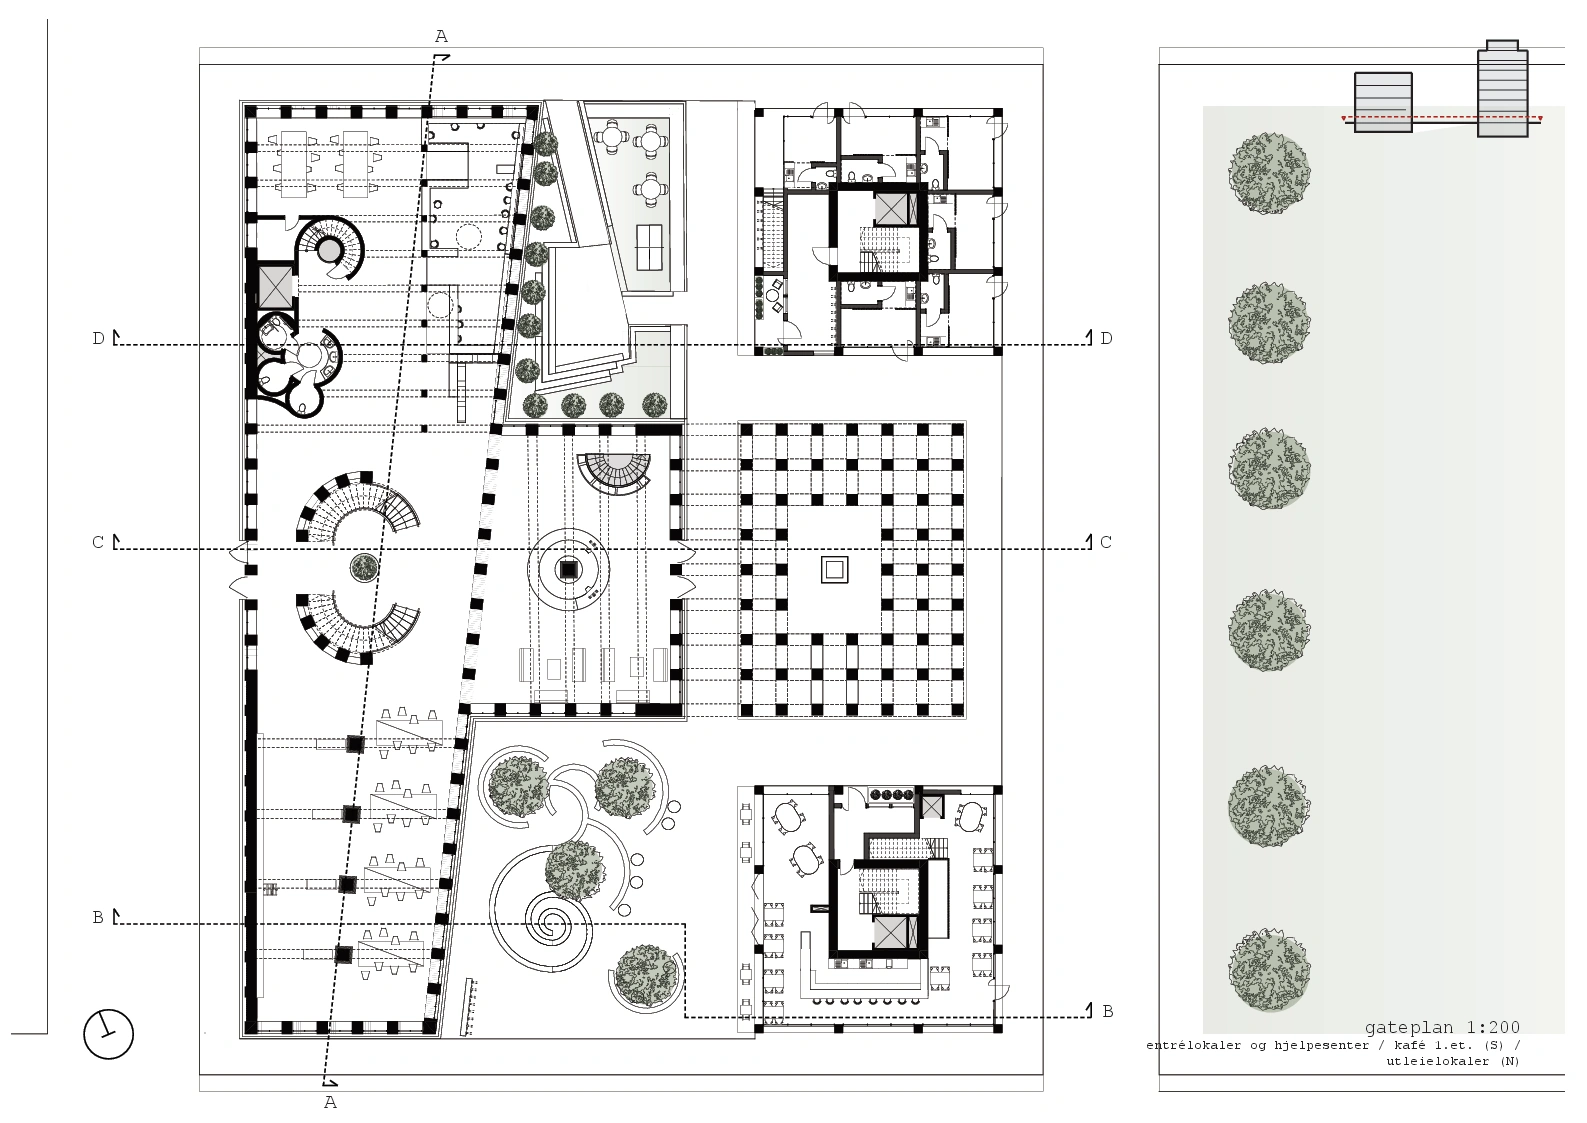 A
D
D
C
C
B
B
A
gateplan 1:200
entrélokaler og hjelpesenter / kafé 1.et. (S) /
utleielokaler (N)